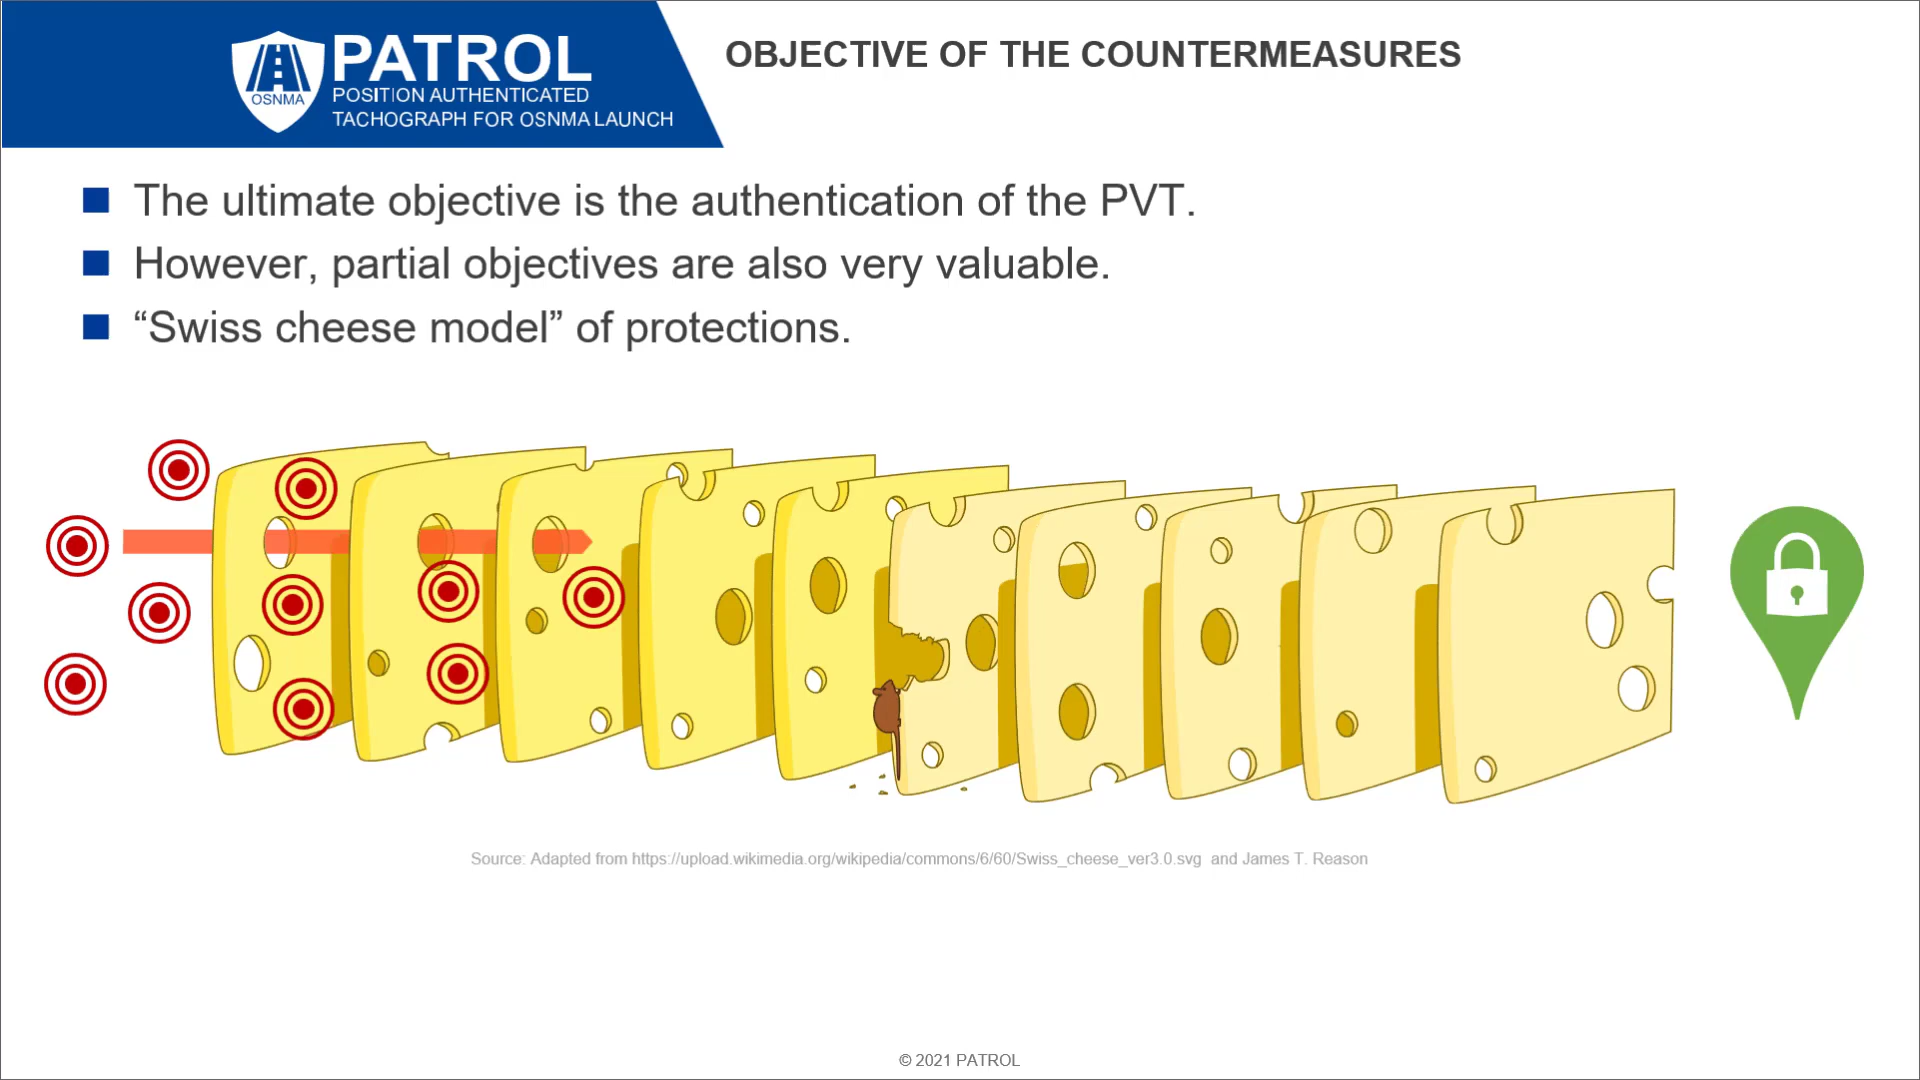 OSNMA
PATROL
POSITION AUTHENTICATED
TACHOGRAPH FOR OSNMA LAUNCH
OBJECTIVE OF THE COUNTERMEASURES
The ultimate objective is the authentication of the PVT.
However, partial objectives are also very valuable.
“Swiss cheese model” of protections.
Source: Adapted from https://upload.wikimedia.org/wikipedia/commons/6/60/Swiss_cheese_ver3.0.svg and James T. Reason
© 2021 PATROL